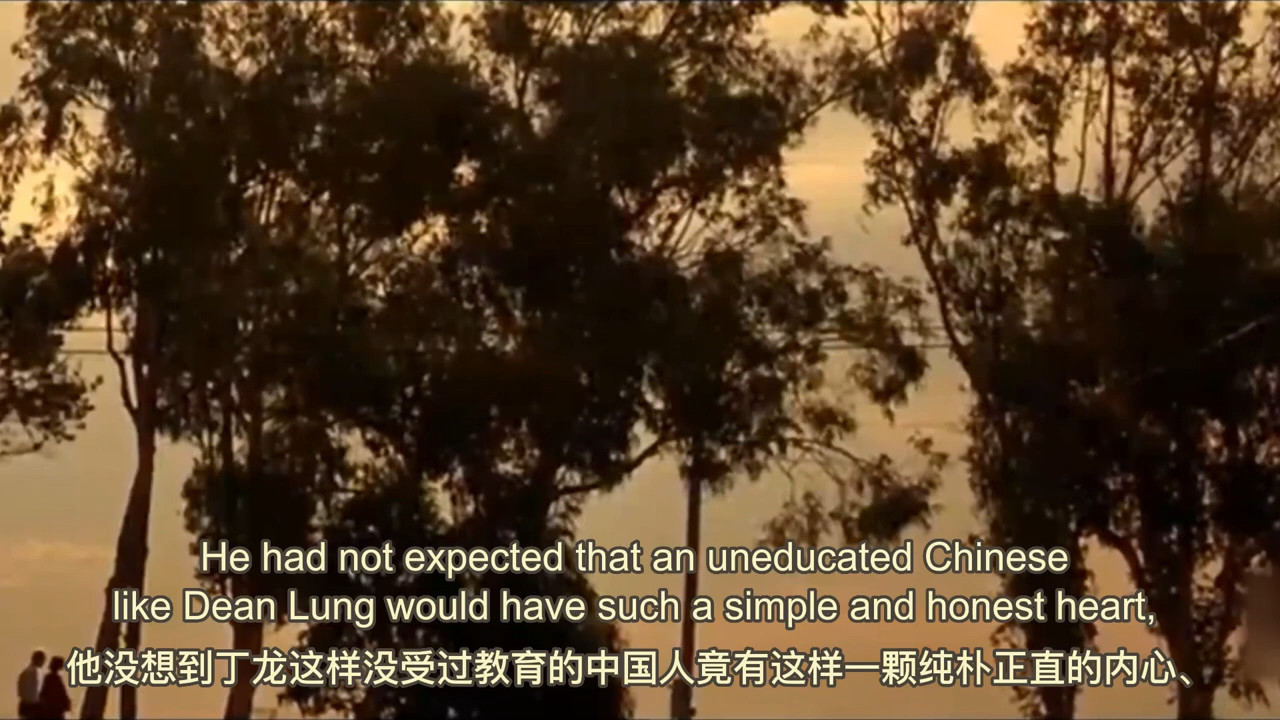 He had not expected that an uneducated Chinese
like Dean Lung would have such a simple and honest heart,
他没想到丁龙这样没受过教育的中国人竟有这样一颗纯朴正直的内心、